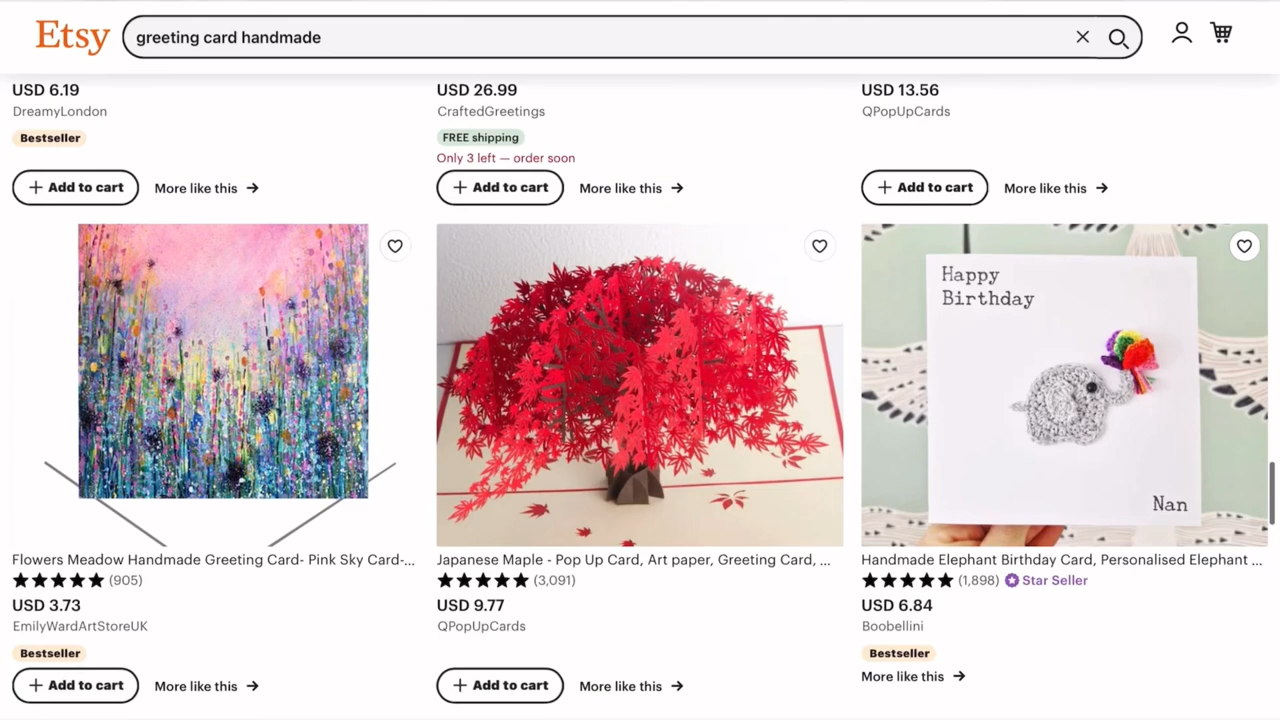 Etsy
greeting card handmade
USD 6.19
DreamyLondon
Bestseller
+ Add to cart
More like this →
USD 26.99
CraftedGreetings
FREE shipping
Only 3 left — order soon
+ Add to cart
More like this →
USD 13.56
QPopUpCards
+ Add to cart
More like this →
Flowers Meadow Handmade Greeting Card- Pink Sky Card-...
★★★★★ (905)
USD 3.73
EmilyWardArtStoreUK
Bestseller
+ Add to cart
More like this →
Japanese Maple - Pop Up Card, Art paper, Greeting Card, ...
★★★★★ (3,091)
USD 9.77
QPopUpCards
+ Add to cart
More like this →
Happy
Birthday
Nan
Handmade Elephant Birthday Card, Personalised Elephant ...
★★★★★ (1,898) Star Seller
USD 6.84
Boobellini
Bestseller
More like this →